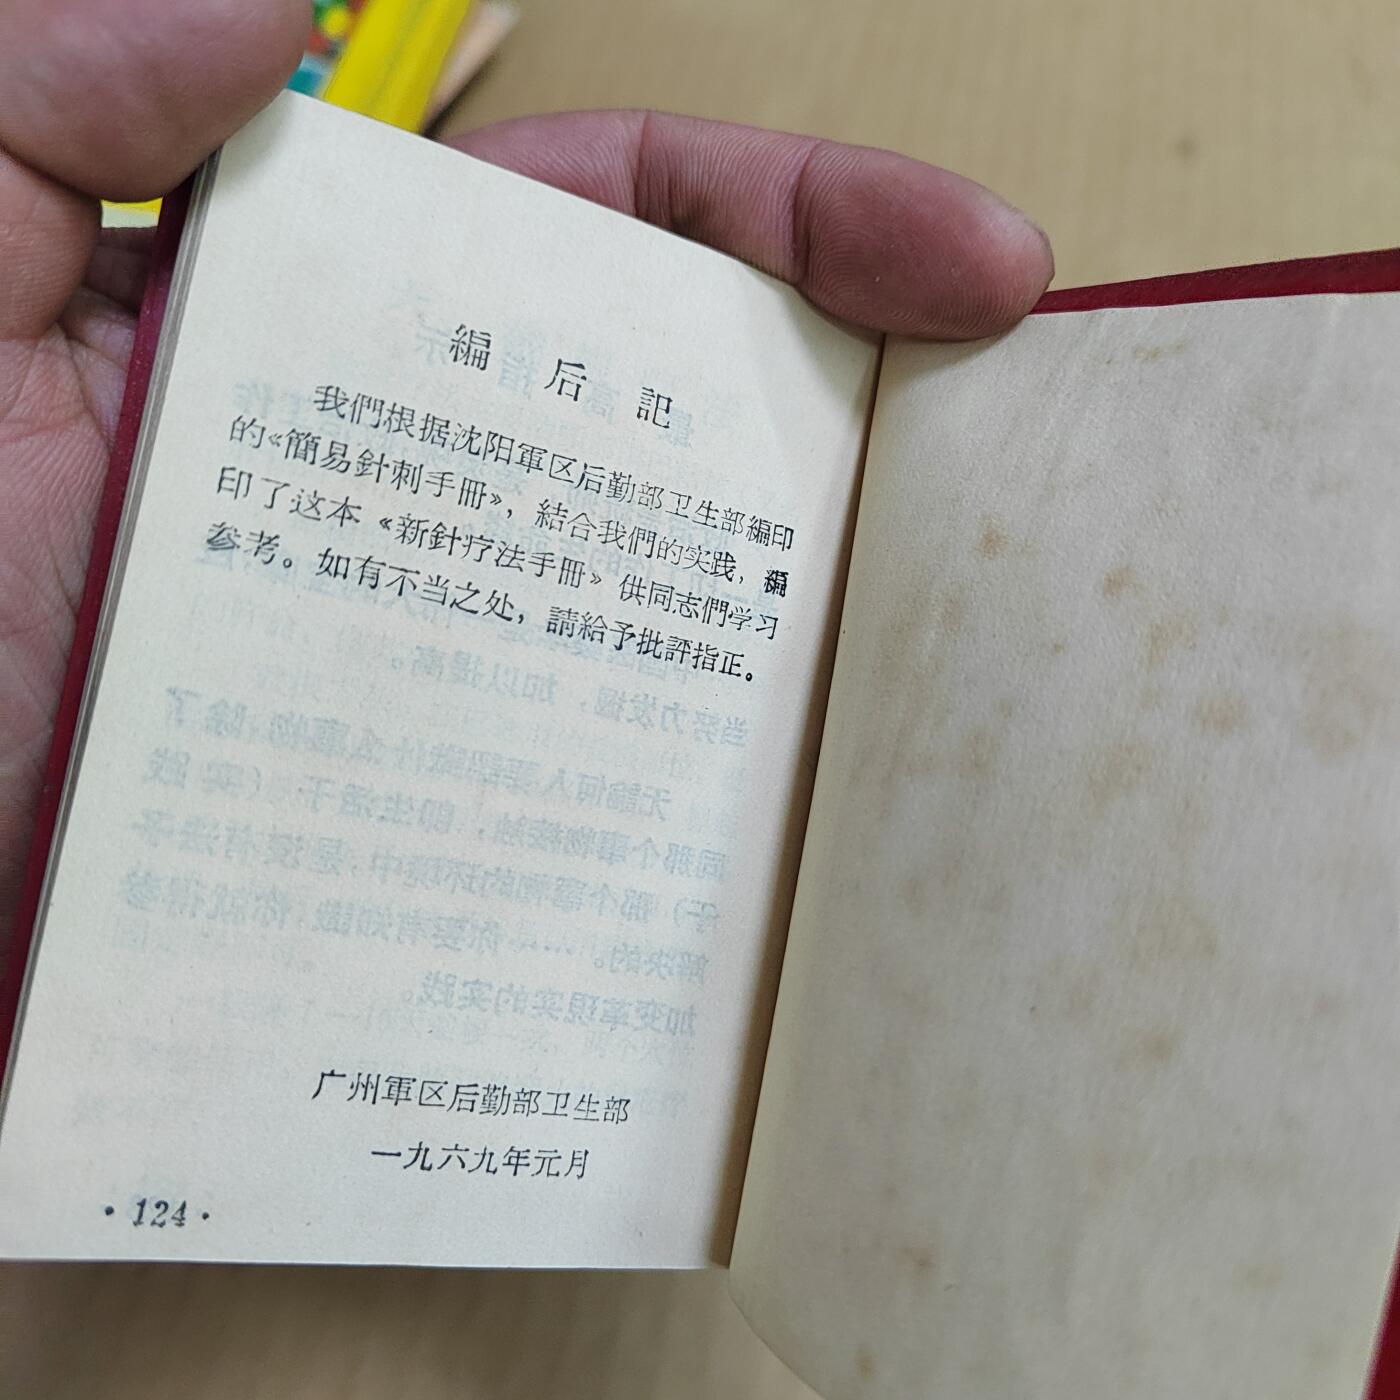 編后記
我們根据沈阳軍区后勤部卫生部編印
的《簡易針刺手冊》，結合我們的实践，編
印了这本《新針疗法手冊》供同志們学习
参考。如有不当之处，請給予批評指正。
广州軍区后勤部卫生部
一九六九年元月
·124·